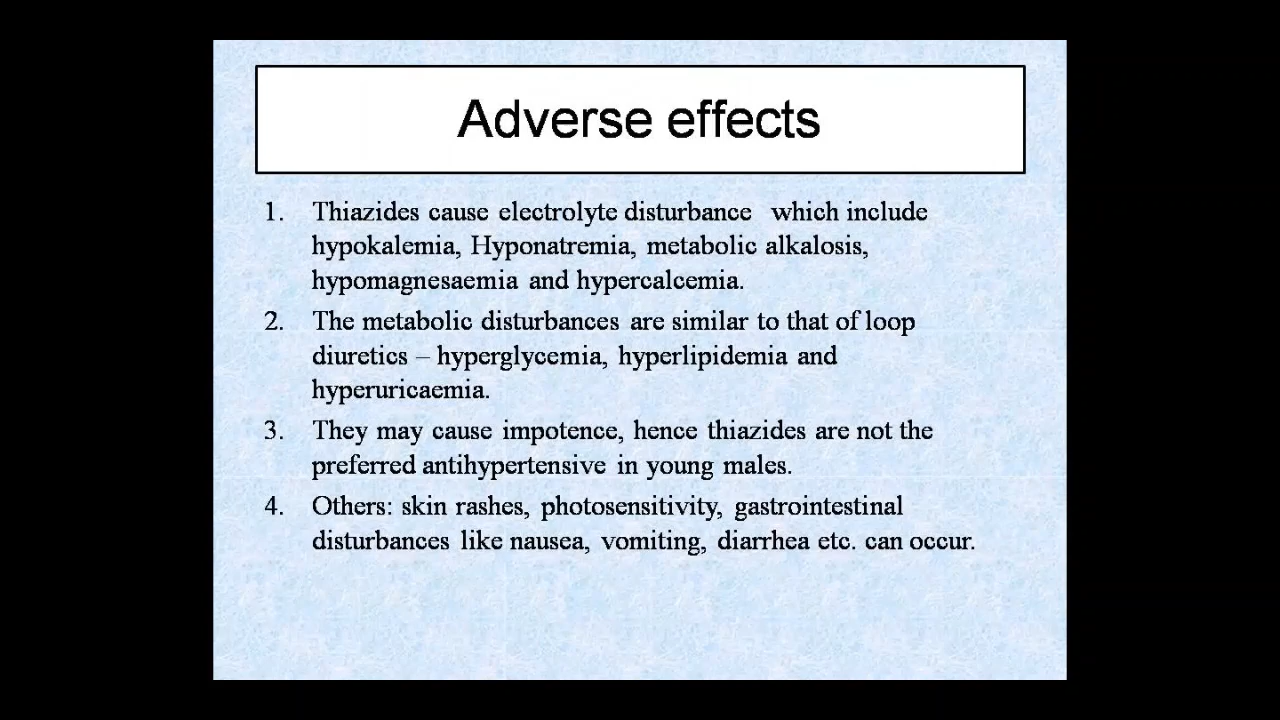 Adverse effects
1. Thiazides cause electrolyte disturbance which include
hypokalemia, Hyponatremia, metabolic alkalosis,
hypomagnesaemia and hypercalcemia.
2. The metabolic disturbances are similar to that of loop
diuretics – hyperglycemia, hyperlipidemia and
hyperuricaemia.
3. They may cause impotence, hence thiazides are not the
preferred antihypertensive in young males.
4. Others: skin rashes, photosensitivity, gastrointestinal
disturbances like nausea, vomiting, diarrhea etc. can occur.